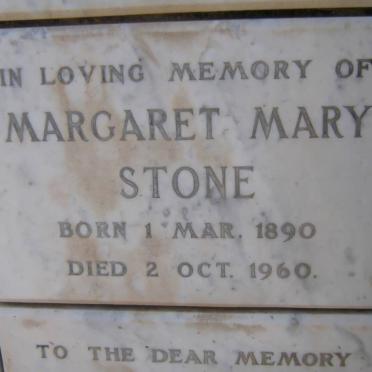 IN LOVING MEMORY OF
MARGARET MARY
STONE
BORN 1 MAR. 1890
DIED 2 OCT. 1960.
TO THE DEAR MEMORY